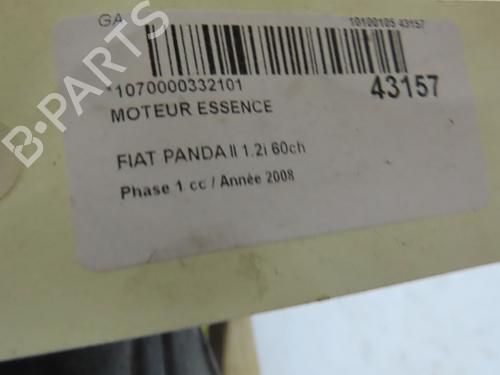 GA
10100105 43157
*1070000332101
43157
MOTEUR ESSENCE
FIAT PANDA II 1.2i 60ch
Phase 1 cc / Année 2008
B-PARTS